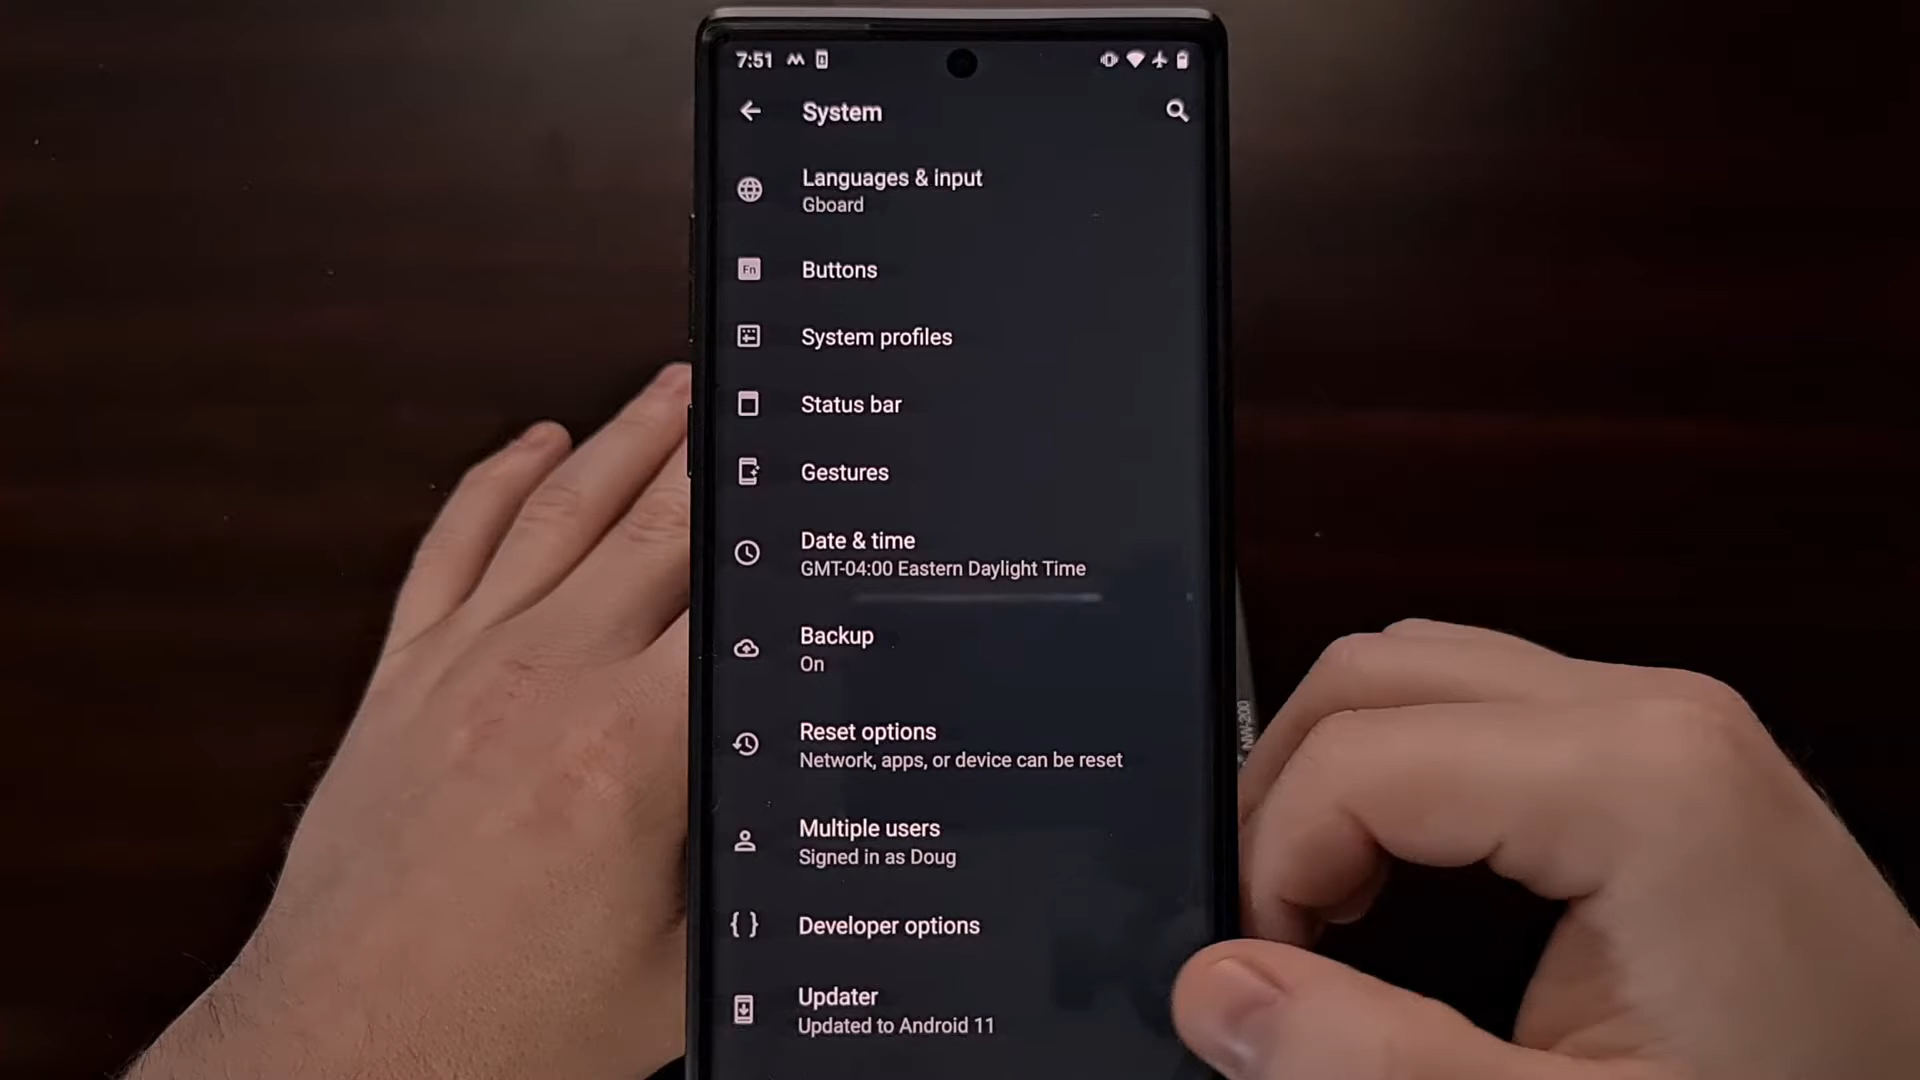 7:51
System
Languages & input
Gboard
Fn
Buttons
System profiles
Status bar
Gestures
Date & time
GMT-04:00 Eastern Daylight Time
Backup
On
Reset options
Network, apps, or device can be reset
NW-200
Multiple users
Signed in as Doug
{ } Developer options
Updater
Updated to Android 11